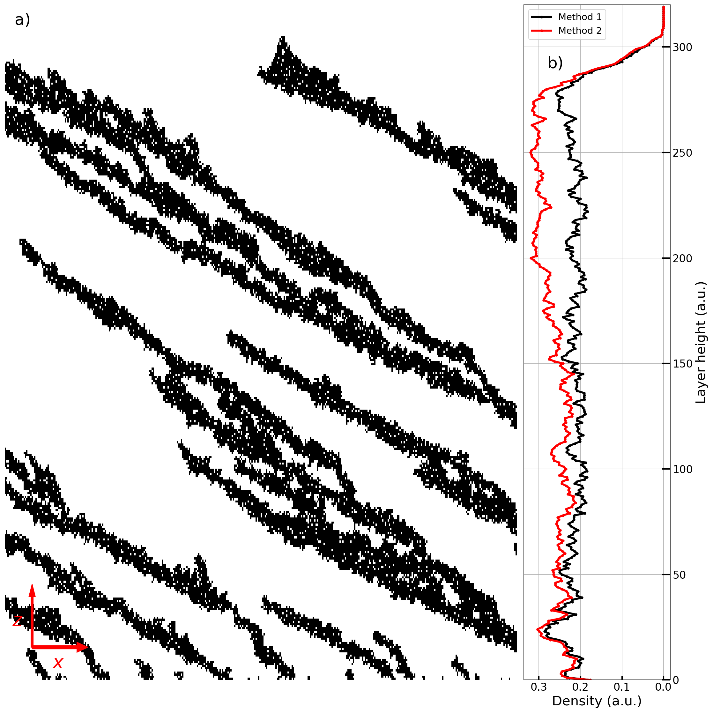 a)
Method 1
Method 2
b)
300
250
200
150
100
50
0
Layer height (a.u.)
0.3 0.2 0.1 0.0
Density (a.u.)
z
x